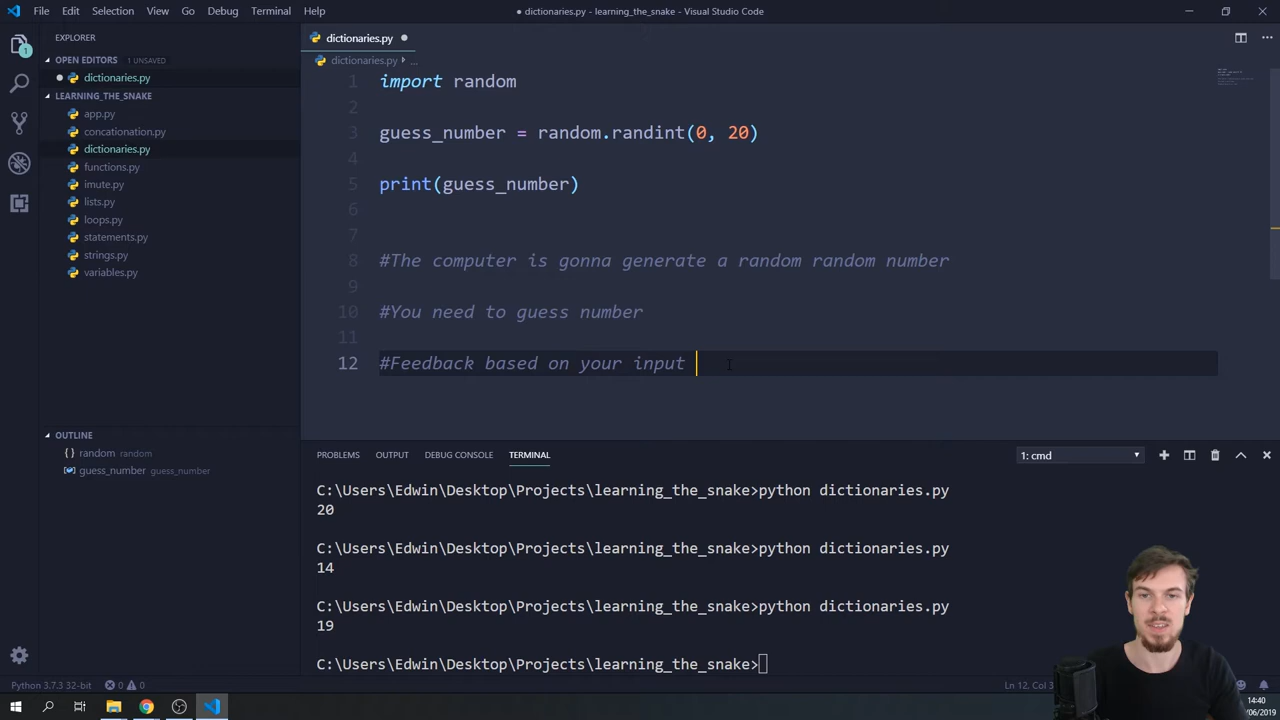 File Edit Selection View Go Debug Terminal Help
● dictionaries.py - learning_the_snake - Visual Studio Code
EXPLORER
OPEN EDITORS 1 UNSAVED
dictionaries.py
LEARNING_THE_SNAKE
app.py
concationation.py
dictionaries.py
functions.py
imute.py
lists.py
loops.py
statements.py
strings.py
variables.py
OUTLINE
random random
guess_number guess_number
dictionaries.py
dictionaries.py ...
1 import random
2
3 guess_number = random.randint(0, 20)
4
5 print(guess_number)
6
7
8 #The computer is gonna generate a random random number
9
10 #You need to guess number
11
12 #Feedback based on your input
PROBLEMS OUTPUT DEBUG CONSOLE TERMINAL 1: cmd
C:\Users\Edwin\Desktop\Projects\learning_the_snake>python dictionaries.py
20
C:\Users\Edwin\Desktop\Projects\learning_the_snake>python dictionaries.py
14
C:\Users\Edwin\Desktop\Projects\learning_the_snake>python dictionaries.py
19
C:\Users\Edwin\Desktop\Projects\learning_the_snake>
Python 3.7.3 32-bit 0 0 Ln 12, Col 3
14:40
/06/2019